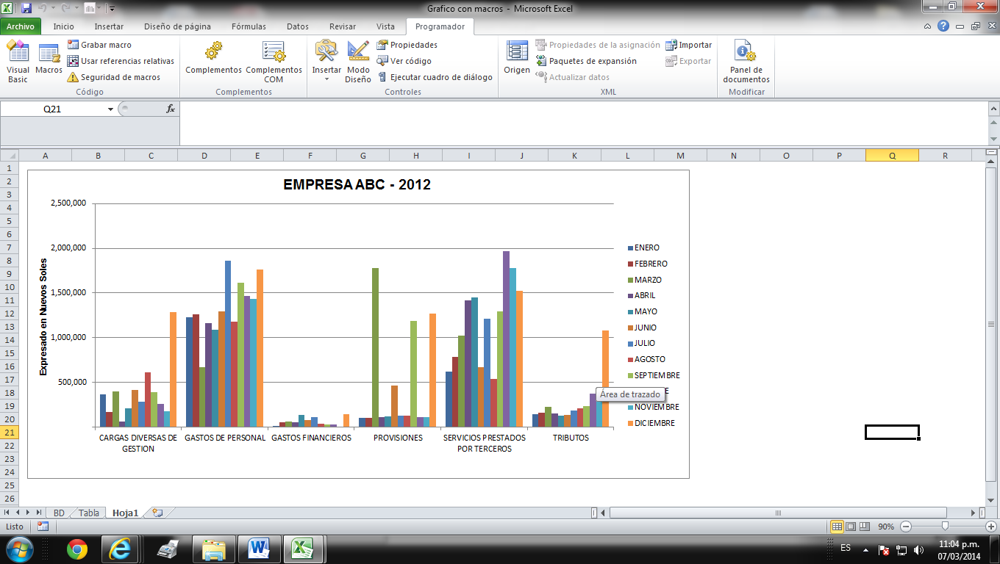 Grafico con macros - Microsoft Excel
Archivo Inicio Insertar Diseño de página Fórmulas Datos Revisar Vista Programador
Visual Basic
Macros
Grabar macro
Usar referencias relativas
Seguridad de macros
Código
Complementos
Complementos COM
Complementos
Insertar
Modo Diseño
Propiedades
Ver código
Ejecutar cuadro de diálogo
Controles
Origen
Propiedades de la asignación
Paquetes de expansión
Actualizar datos
Importar
Exportar
XML
Panel de documentos
Modificar
Q21 fx
A B C D E F G H I J K L M N O P Q R
1
2
3
4
5
6
7
8
9
10
11
12
13
14
15
16
17
18
19
20
21
22
23
24
25
26
EMPRESA ABC - 2012
Expresado en Nuevos Soles
2,500,000
2,000,000
1,500,000
1,000,000
500,000
CARGAS DIVERSAS DE GESTION
GASTOS DE PERSONAL
GASTOS FINANCIEROS
PROVISIONES
SERVICIOS PRESTADOS POR TERCEROS
TRIBUTOS
ENERO
FEBRERO
MARZO
ABRIL
MAYO
JUNIO
JULIO
AGOSTO
SEPTIEMBRE
Área de trazado
NOVIEMBRE
DICIEMBRE
BD Tabla Hoja1
Listo
90%
ES
11:04 p.m.
07/03/2014